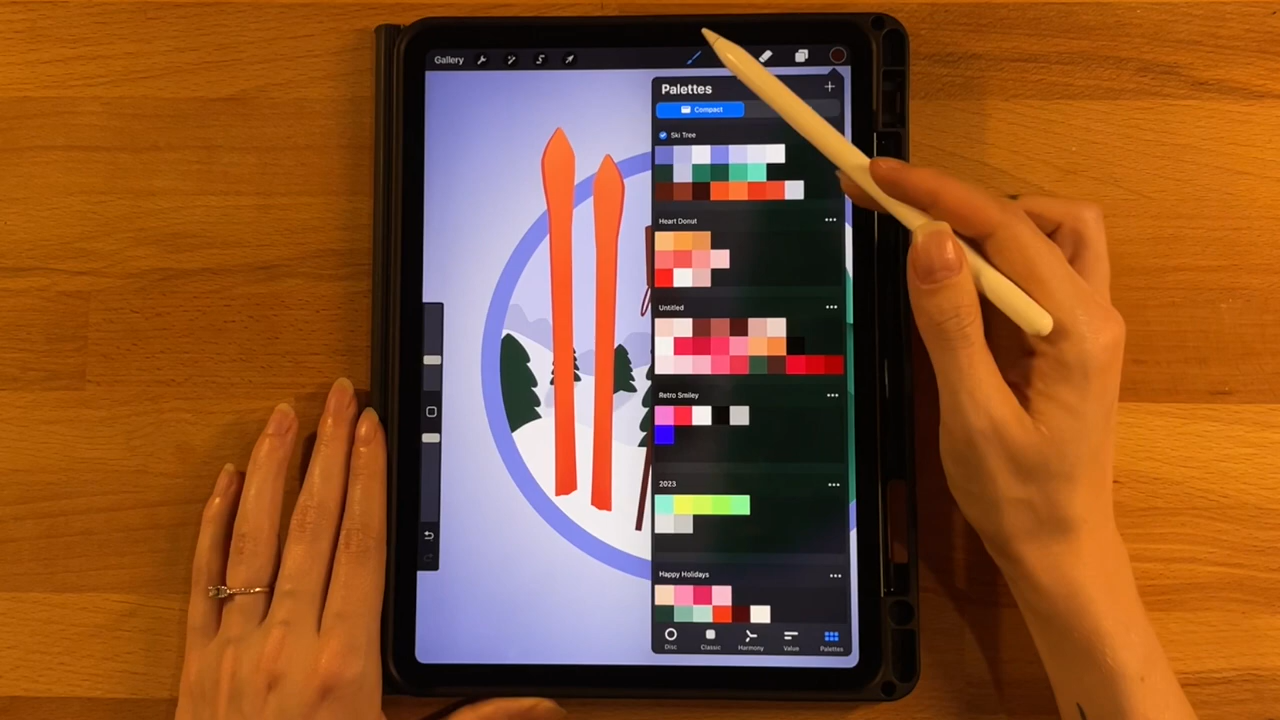 Gallery
Palettes
Compact
Ski Tree
Heart Donut
Untitled
Retro Smiley
2023
Happy Holidays
Disc Classic Harmony Value Palettes